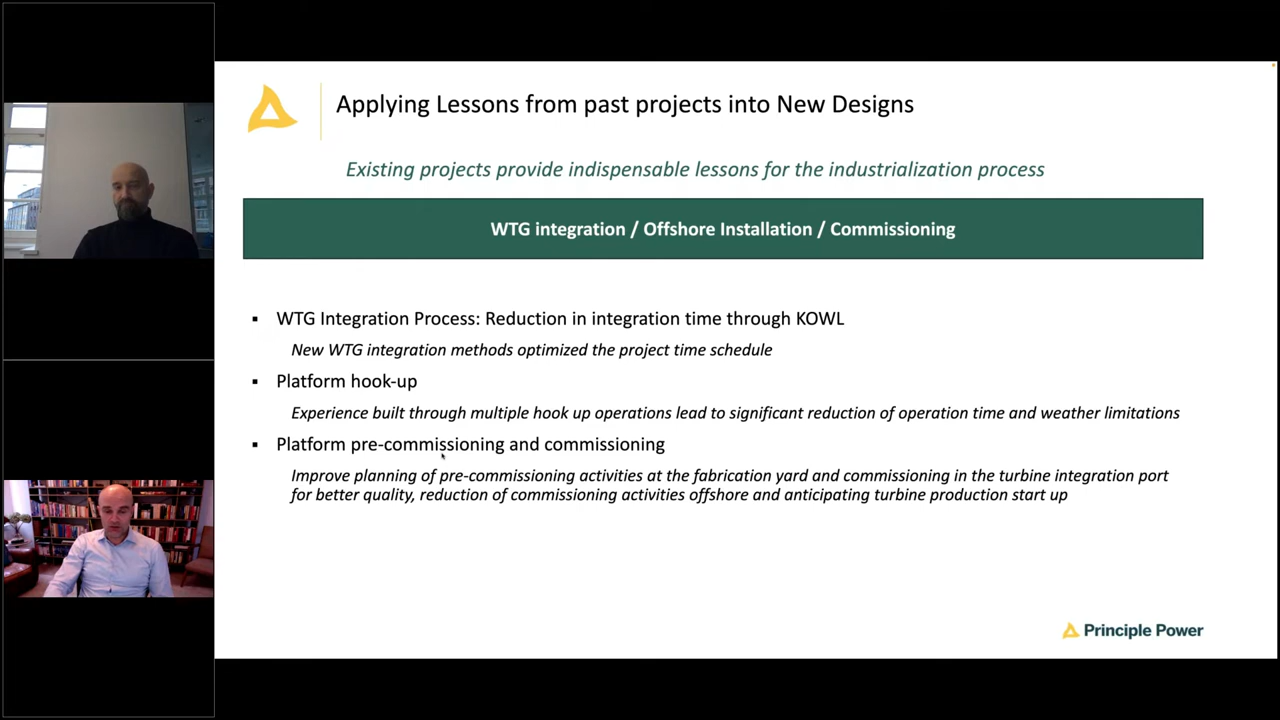 Applying Lessons from past projects into New Designs
Existing projects provide indispensable lessons for the industrialization process
WTG integration / Offshore Installation / Commissioning
▪ WTG Integration Process: Reduction in integration time through KOWL
New WTG integration methods optimized the project time schedule
▪ Platform hook-up
Experience built through multiple hook up operations lead to significant reduction of operation time and weather limitations
▪ Platform pre-commissioning and commissioning
Improve planning of pre-commissioning activities at the fabrication yard and commissioning in the turbine integration port
for better quality, reduction of commissioning activities offshore and anticipating turbine production start up
Principle Power